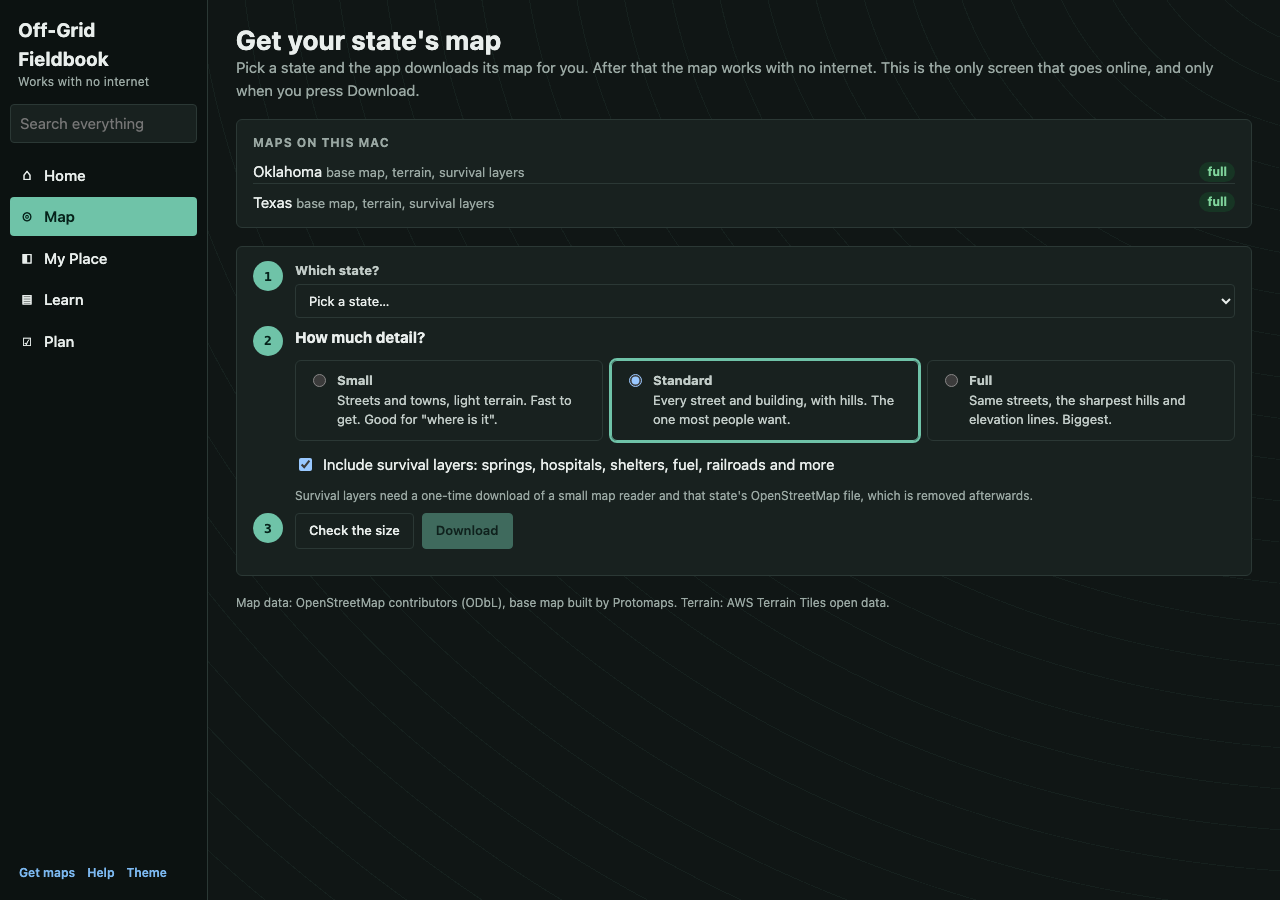 Off-Grid
Fieldbook
Works with no internet
Search everything
Home
Map
My Place
Learn
Plan
Get maps Help Theme
Get your state's map
Pick a state and the app downloads its map for you. After that the map works with no internet. This is the only screen that goes online, and only
when you press Download.
MAPS ON THIS MAC
Oklahoma base map, terrain, survival layers full
Texas base map, terrain, survival layers full
1 Which state?
Pick a state...
2 How much detail?
Small
Streets and towns, light terrain. Fast to
get. Good for "where is it".
Standard
Every street and building, with hills. The
one most people want.
Full
Same streets, the sharpest hills and
elevation lines. Biggest.
Include survival layers: springs, hospitals, shelters, fuel, railroads and more
Survival layers need a one-time download of a small map reader and that state's OpenStreetMap file, which is removed afterwards.
3 Check the size Download
Map data: OpenStreetMap contributors (ODbL), base map built by Protomaps. Terrain: AWS Terrain Tiles open data.